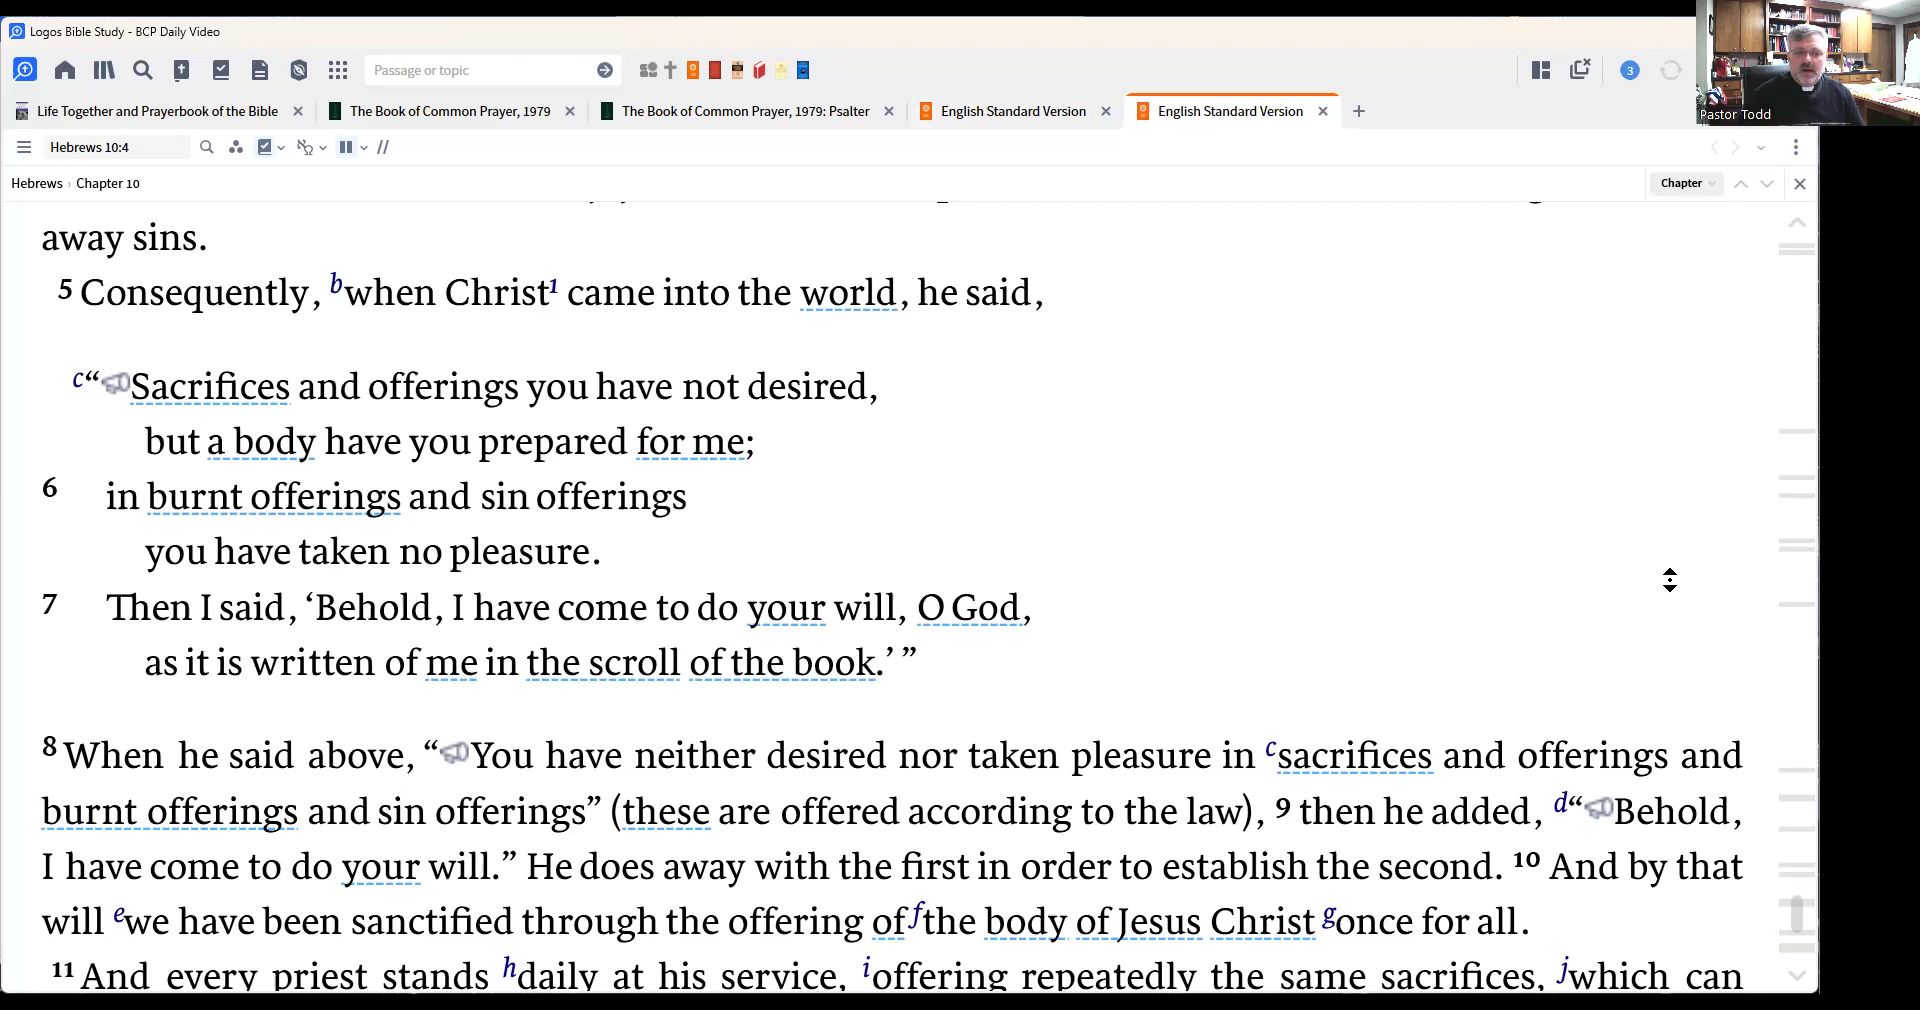 Logos Bible Study - BCP Daily Video
Passage or topic
3
Pastor Todd
Life Together and Prayerbook of the Bible
The Book of Common Prayer, 1979
The Book of Common Prayer, 1979: Psalter
English Standard Version
English Standard Version
Hebrews 10:4
Hebrews › Chapter 10
Chapter
away sins.
5 Consequently, b when Christ1 came into the world, he said,
c “Sacrifices and offerings you have not desired,
but a body have you prepared for me;
6 in burnt offerings and sin offerings
you have taken no pleasure.
7 Then I said, ‘Behold, I have come to do your will, O God,
as it is written of me in the scroll of the book.’ ”
8 When he said above, “You have neither desired nor taken pleasure in c sacrifices and offerings and
burnt offerings and sin offerings” (these are offered according to the law), 9 then he added, d “Behold,
I have come to do your will.” He does away with the first in order to establish the second. 10 And by that
will e we have been sanctified through the offering of f the body of Jesus Christ g once for all.
11 And every priest stands h daily at his service, i offering repeatedly the same sacrifices, j which can